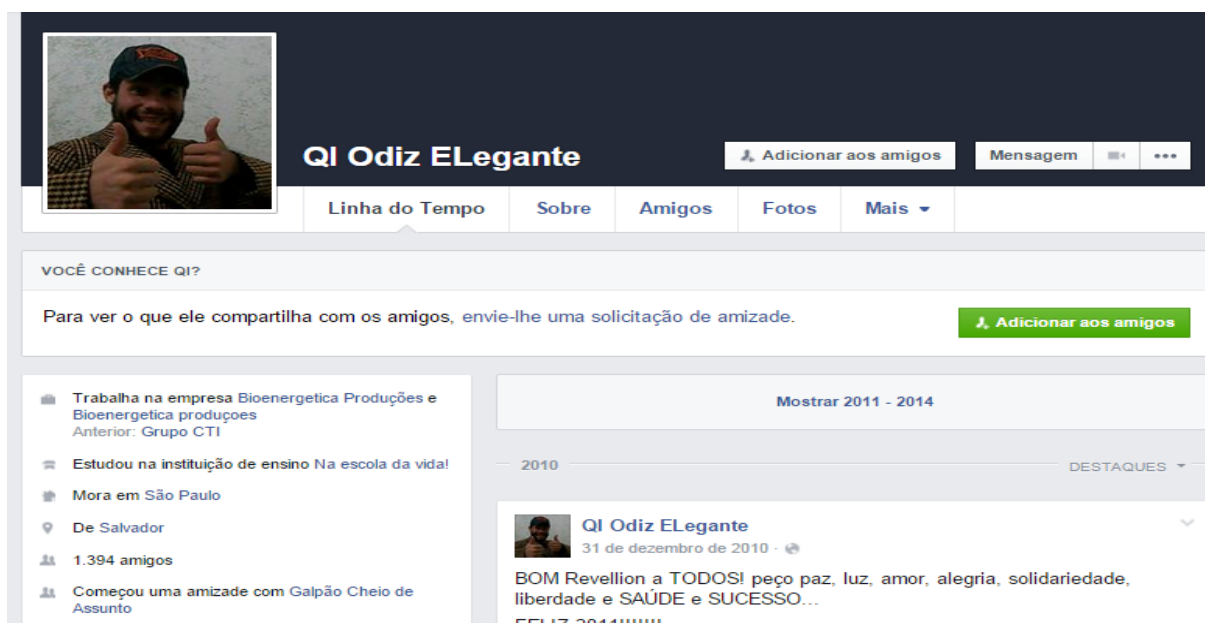 QI Odiz ELegante
Adicionar aos amigos
Mensagem
Linha do Tempo
Sobre
Amigos
Fotos
Mais
VOCÊ CONHECE QI?
Para ver o que ele compartilha com os amigos, envie-lhe uma solicitação de amizade.
Adicionar aos amigos
Trabalha na empresa Bioenergetica Produções e
Bioenergetica produçoes
Anterior: Grupo CTI
Estudou na instituição de ensino Na escola da vida!
Mora em São Paulo
De Salvador
1.394 amigos
Começou uma amizade com Galpão Cheio de
Assunto
Mostrar 2011 - 2014
2010
DESTAQUES
QI Odiz ELegante
31 de dezembro de 2010 ·
BOM Revellion a TODOS! peço paz, luz, amor, alegria, solidariedade,
liberdade e SAÚDE e SUCESSO...
FELIZ 2011!!!!!!!!